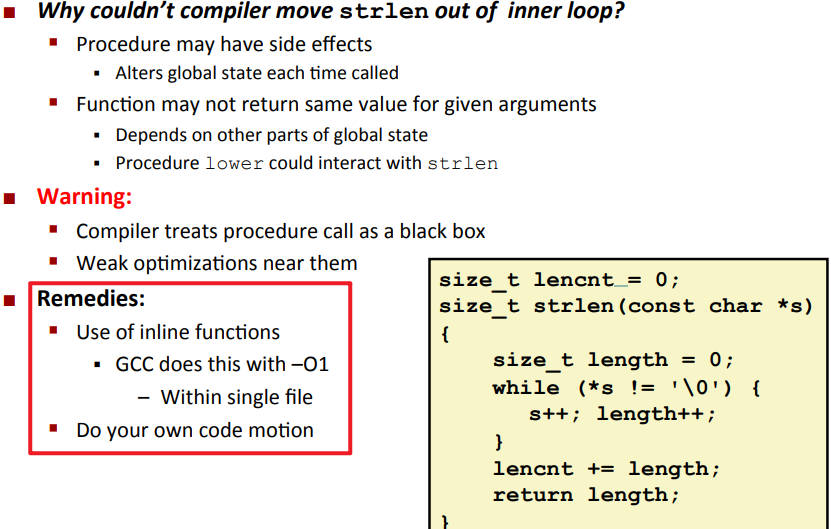 ■ Why couldn't compiler move strlen out of inner loop?
▪ Procedure may have side effects
▪ Alters global state each time called
▪ Function may not return same value for given arguments
▪ Depends on other parts of global state
▪ Procedure lower could interact with strlen
■ Warning:
▪ Compiler treats procedure call as a black box
▪ Weak optimizations near them
■ Remedies:
▪ Use of inline functions
▪ GCC does this with –O1
– Within single file
▪ Do your own code motion
size_t lencnt = 0;
size_t strlen(const char *s)
{
size_t length = 0;
while (*s != '\0') {
s++; length++;
}
lencnt += length;
return length;
}